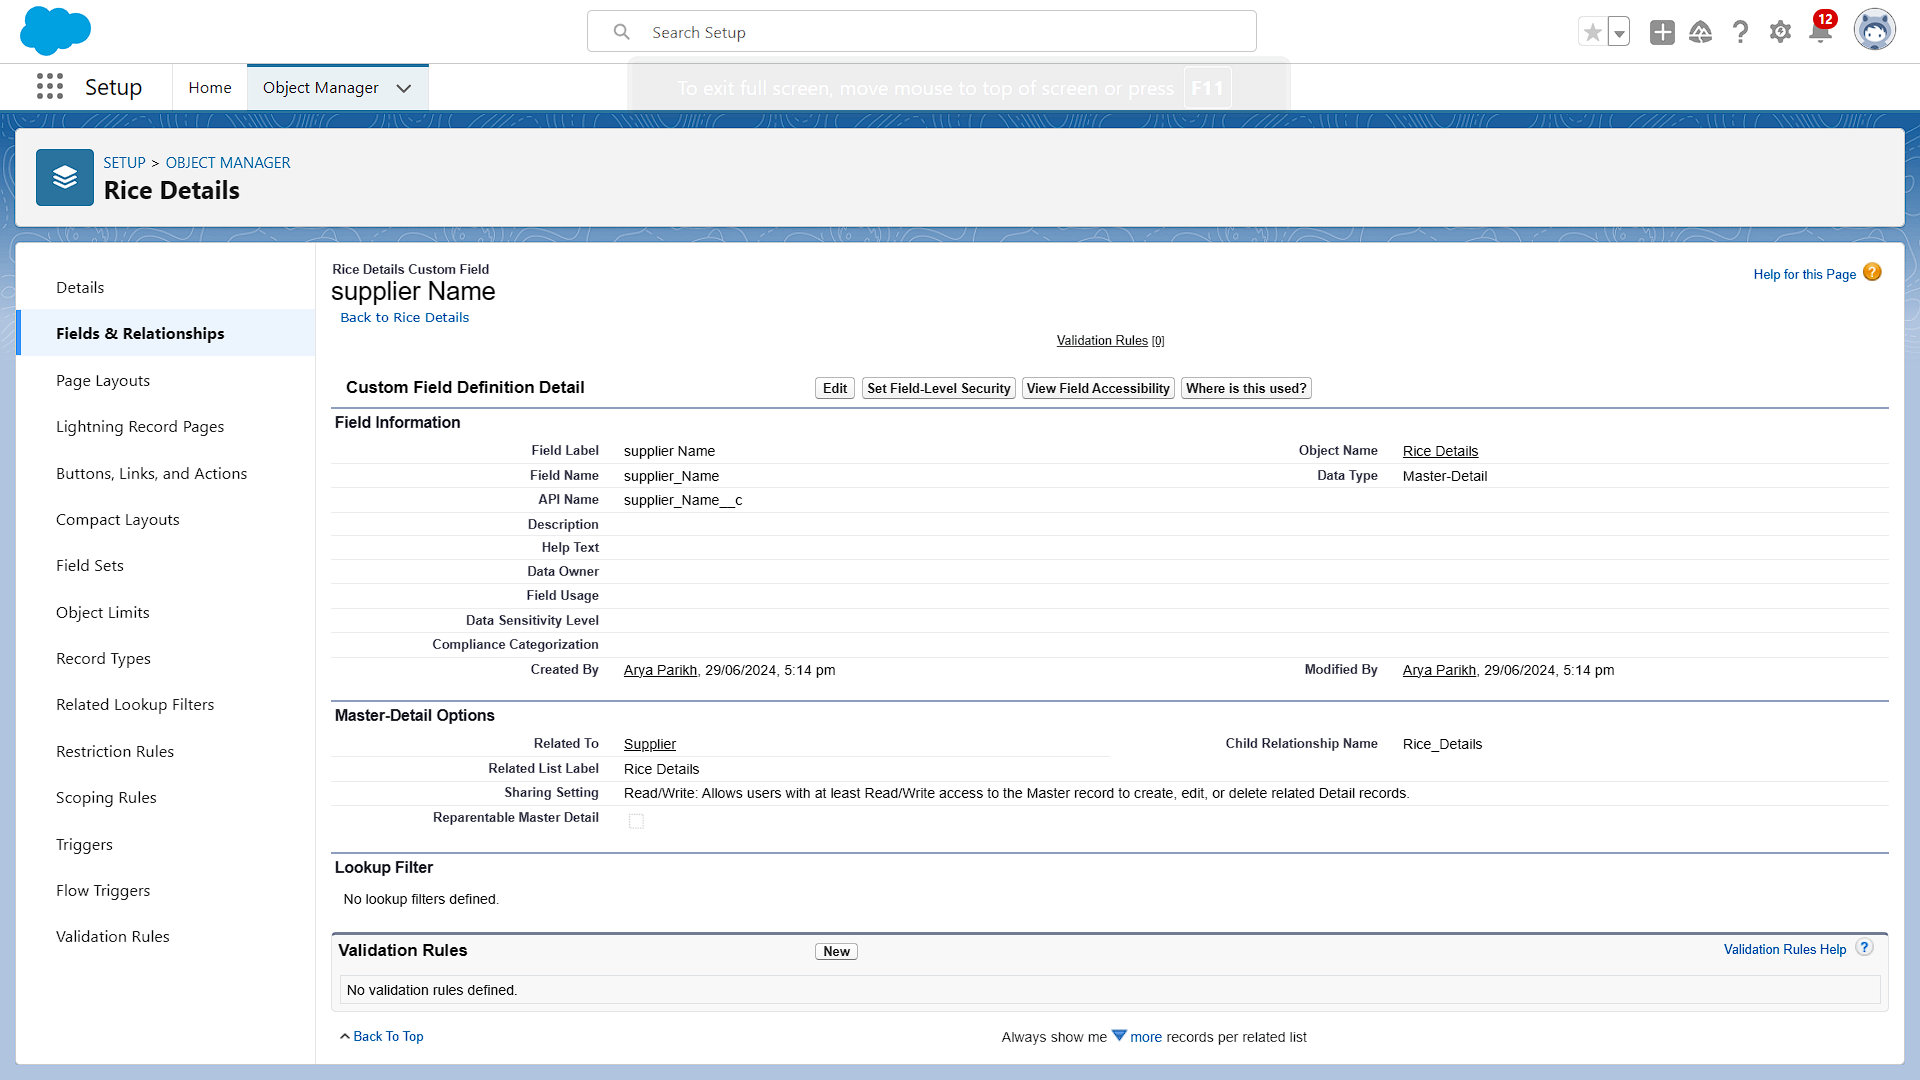 Search Setup
12
Setup
Home
Object Manager
To exit full screen, move mouse to top of screen or press F11
SETUP > OBJECT MANAGER
Rice Details
Details
Fields & Relationships
Page Layouts
Lightning Record Pages
Buttons, Links, and Actions
Compact Layouts
Field Sets
Object Limits
Record Types
Related Lookup Filters
Restriction Rules
Scoping Rules
Triggers
Flow Triggers
Validation Rules
Rice Details Custom Field
supplier Name
Back to Rice Details
Help for this Page ?
Validation Rules [0]
Custom Field Definition Detail Edit Set Field-Level Security View Field Accessibility Where is this used?
Field Information
Field Label supplier Name Object Name Rice Details
Field Name supplier_Name Data Type Master-Detail
API Name supplier_Name__c
Description
Help Text
Data Owner
Field Usage
Data Sensitivity Level
Compliance Categorization
Created By Arya Parikh, 29/06/2024, 5:14 pm Modified By Arya Parikh, 29/06/2024, 5:14 pm
Master-Detail Options
Related To Supplier Child Relationship Name Rice_Details
Related List Label Rice Details
Sharing Setting Read/Write: Allows users with at least Read/Write access to the Master record to create, edit, or delete related Detail records.
Reparentable Master Detail
Lookup Filter
No lookup filters defined.
Validation Rules New Validation Rules Help ?
No validation rules defined.
Back To Top Always show me more records per related list